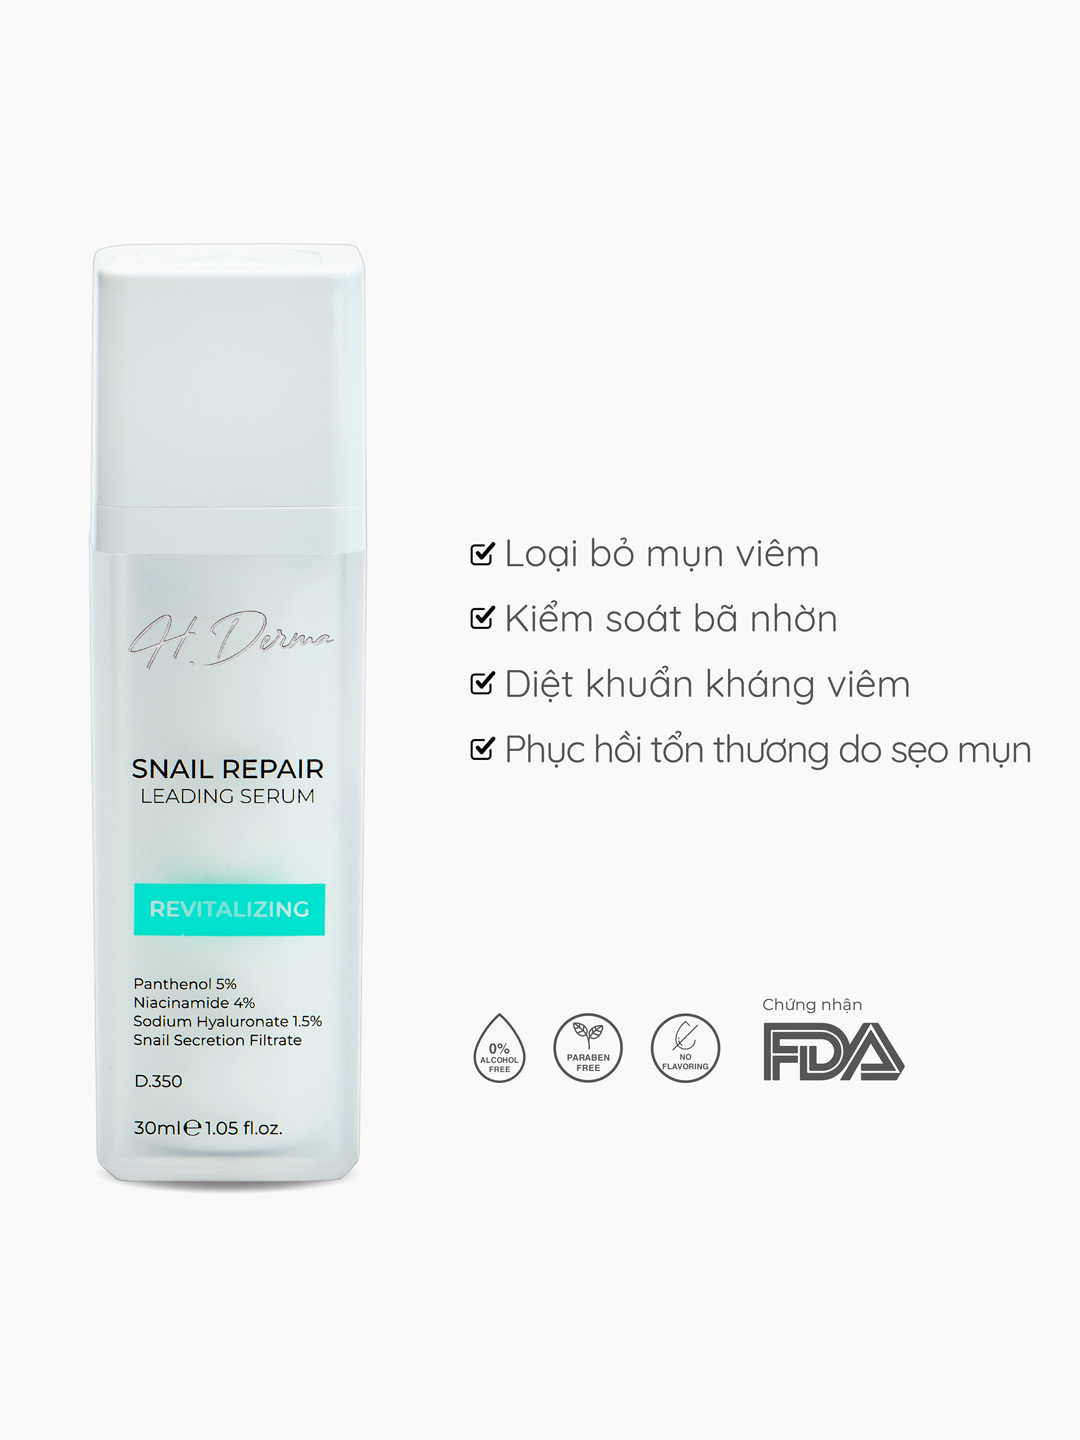 H. Derma
SNAIL REPAIR
LEADING SERUM
REVITALIZING
Panthenol 5%
Niacinamide 4%
Sodium Hyaluronate 1.5%
Snail Secretion Filtrate
D.350
30ml℮1.05 fl.oz.
Loại bỏ mụn viêm
Kiểm soát bã nhờn
Diệt khuẩn kháng viêm
Phục hồi tổn thương do sẹo mụn
0%
ALCOHOL
FREE
PARABEN
FREE
NO
FLAVORING
Chứng nhận
FDA